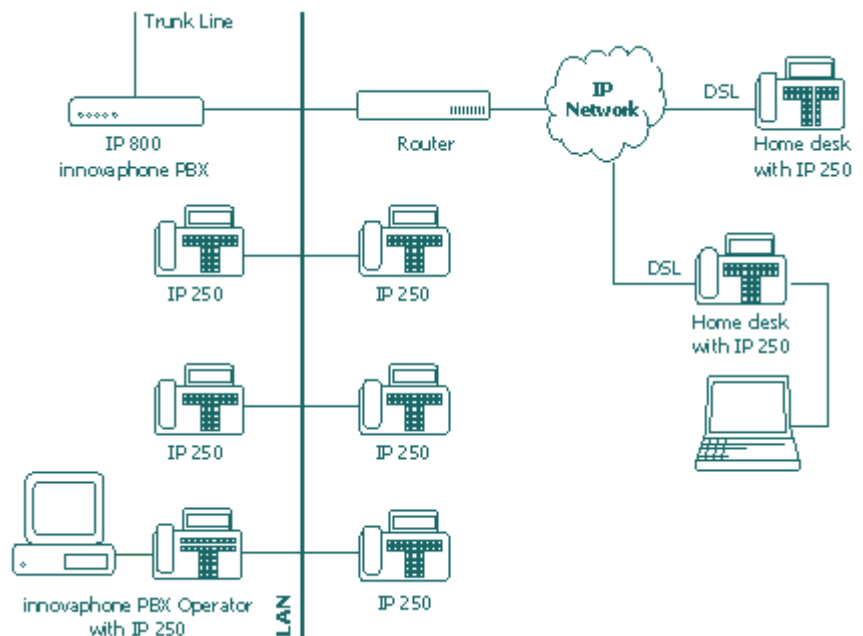 Trunk Line
IP
Network
DSL
IP 800
innovaphone PBX
Router
Home desk
with IP 250
IP 250
IP 250
DSL
Home desk
with IP 250
IP 250
IP 250
innovaphone PBX Operator
with IP 250
LAN
IP 250